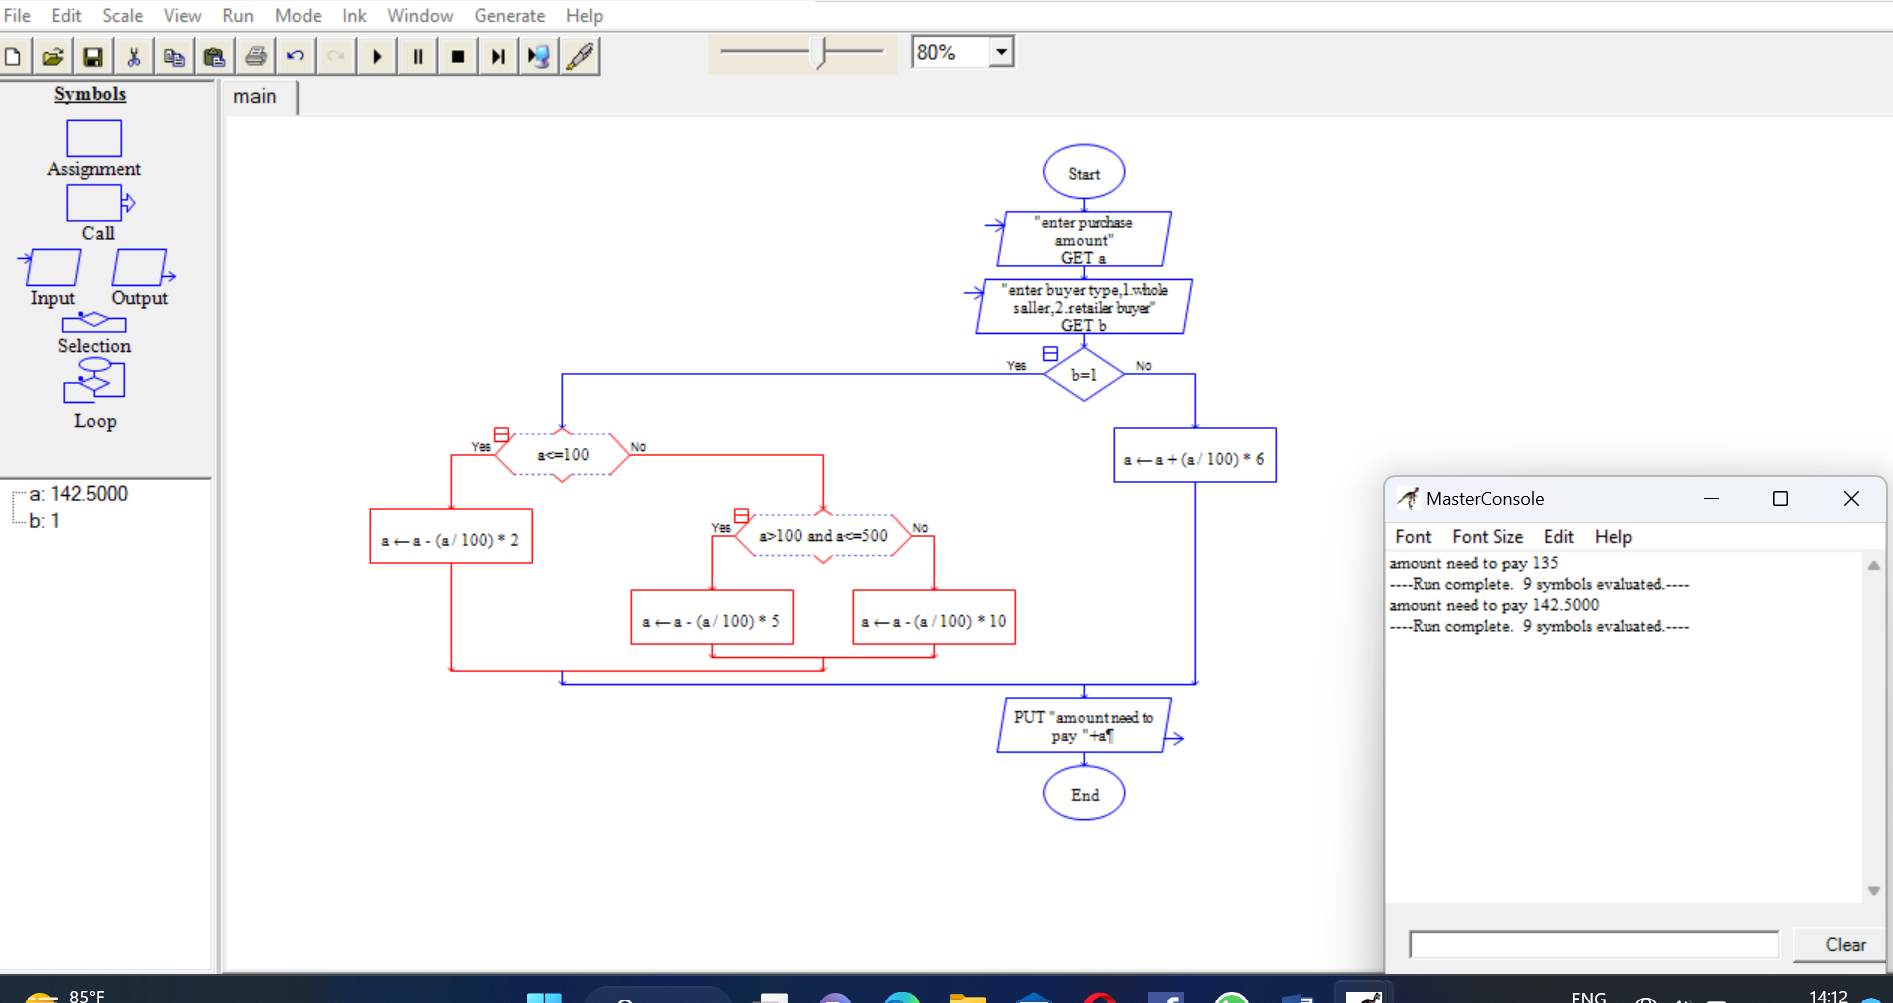 File Edit Scale View Run Mode Ink Window Generate Help
80%
Symbols
Assignment
Call
Input Output
Selection
Loop
a: 142.5000
b: 1
main
Start
"enter purchase
amount"
GET a
"enter buyer type,1.whole
saller,2.retailer buyer"
GET b
Yes
b=1
No
Yes
a<=100
No
a ← a + (a / 100) * 6
a ← a - (a / 100) * 2
Yes
a>100 and a<=500
No
a ← a - (a / 100) * 5
a ← a - (a / 100) * 10
PUT "amount need to
pay "+a¶
End
MasterConsole
Font Font Size Edit Help
amount need to pay 135
----Run complete.  9 symbols evaluated.----
amount need to pay 142.5000
----Run complete.  9 symbols evaluated.----
Clear
85°F
ENG
14:12